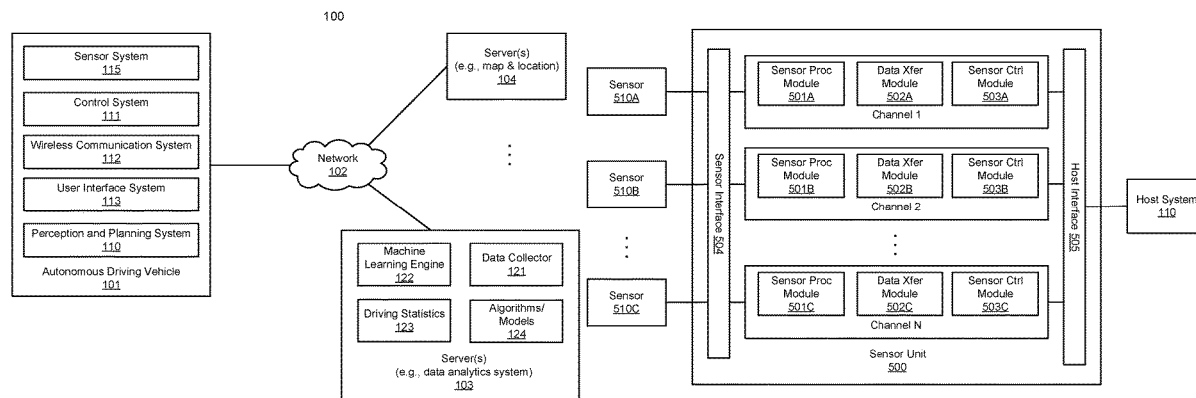 100
Sensor System
115
Control System
111
Wireless Communication System
112
User Interface System
113
Perception and Planning System
110
Autonomous Driving Vehicle
101
Network
102
Server(s)
(e.g., map & location)
104
Machine
Learning Engine
122
Data Collector
121
Driving Statistics
123
Algorithms/
Models
124
Server(s)
(e.g., data analytics system)
103
Sensor
510A
Sensor
510B
Sensor
510C
Sensor Interface 504
Sensor Proc
Module
501A
Data Xfer
Module
502A
Sensor Ctrl
Module
503A
Channel 1
Sensor Proc
Module
501B
Data Xfer
Module
502B
Sensor Ctrl
Module
503B
Channel 2
Sensor Proc
Module
501C
Data Xfer
Module
502C
Sensor Ctrl
Module
503C
Channel N
Sensor Unit
500
Host Interface 505
Host System
110